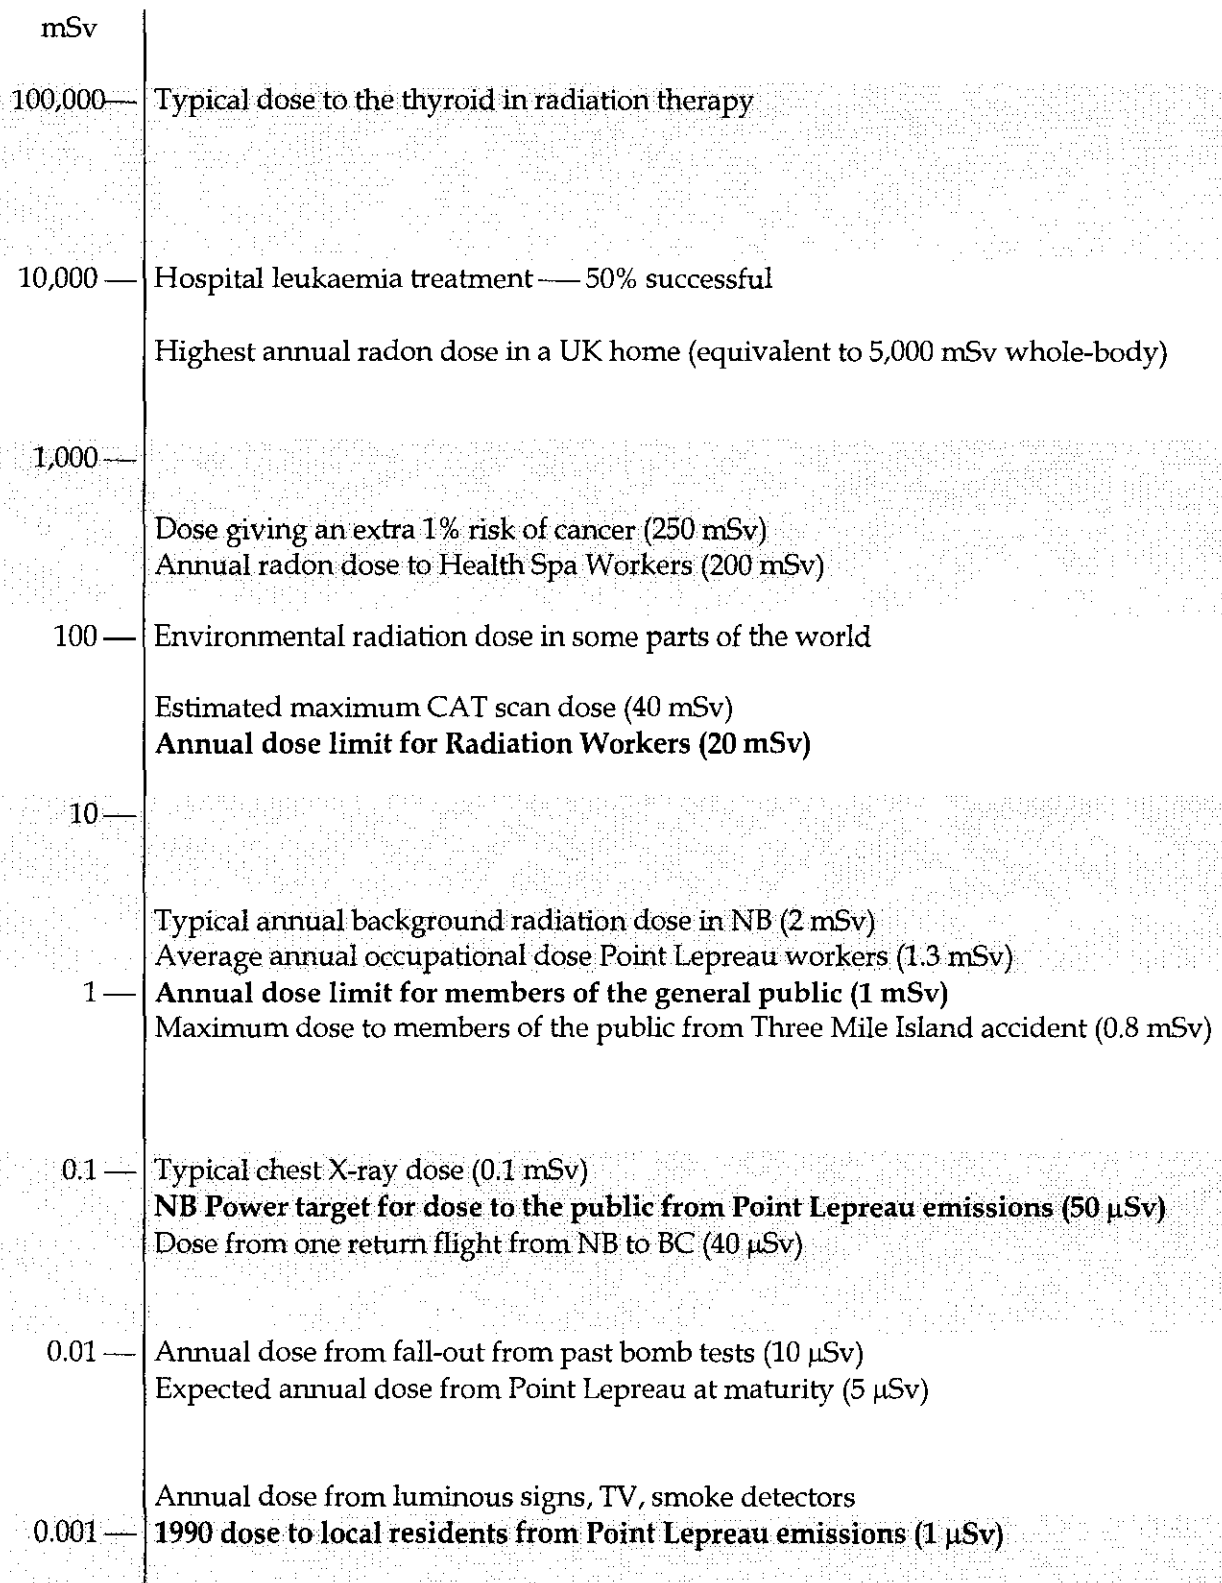 mSv
100,000— Typical dose to the thyroid in radiation therapy
10,000 — Hospital leukaemia treatment — 50% successful
Highest annual radon dose in a UK home (equivalent to 5,000 mSv whole-body)
1,000 —
Dose giving an extra 1% risk of cancer (250 mSv)
Annual radon dose to Health Spa Workers (200 mSv)
100 — Environmental radiation dose in some parts of the world
Estimated maximum CAT scan dose (40 mSv)
Annual dose limit for Radiation Workers (20 mSv)
10 —
Typical annual background radiation dose in NB (2 mSv)
Average annual occupational dose Point Lepreau workers (1.3 mSv)
1 — Annual dose limit for members of the general public (1 mSv)
Maximum dose to members of the public from Three Mile Island accident (0.8 mSv)
0.1 — Typical chest X-ray dose (0.1 mSv)
NB Power target for dose to the public from Point Lepreau emissions (50 µSv)
Dose from one return flight from NB to BC (40 µSv)
0.01 — Annual dose from fall-out from past bomb tests (10 µSv)
Expected annual dose from Point Lepreau at maturity (5 µSv)
Annual dose from luminous signs, TV, smoke detectors
0.001 — 1990 dose to local residents from Point Lepreau emissions (1 µSv)